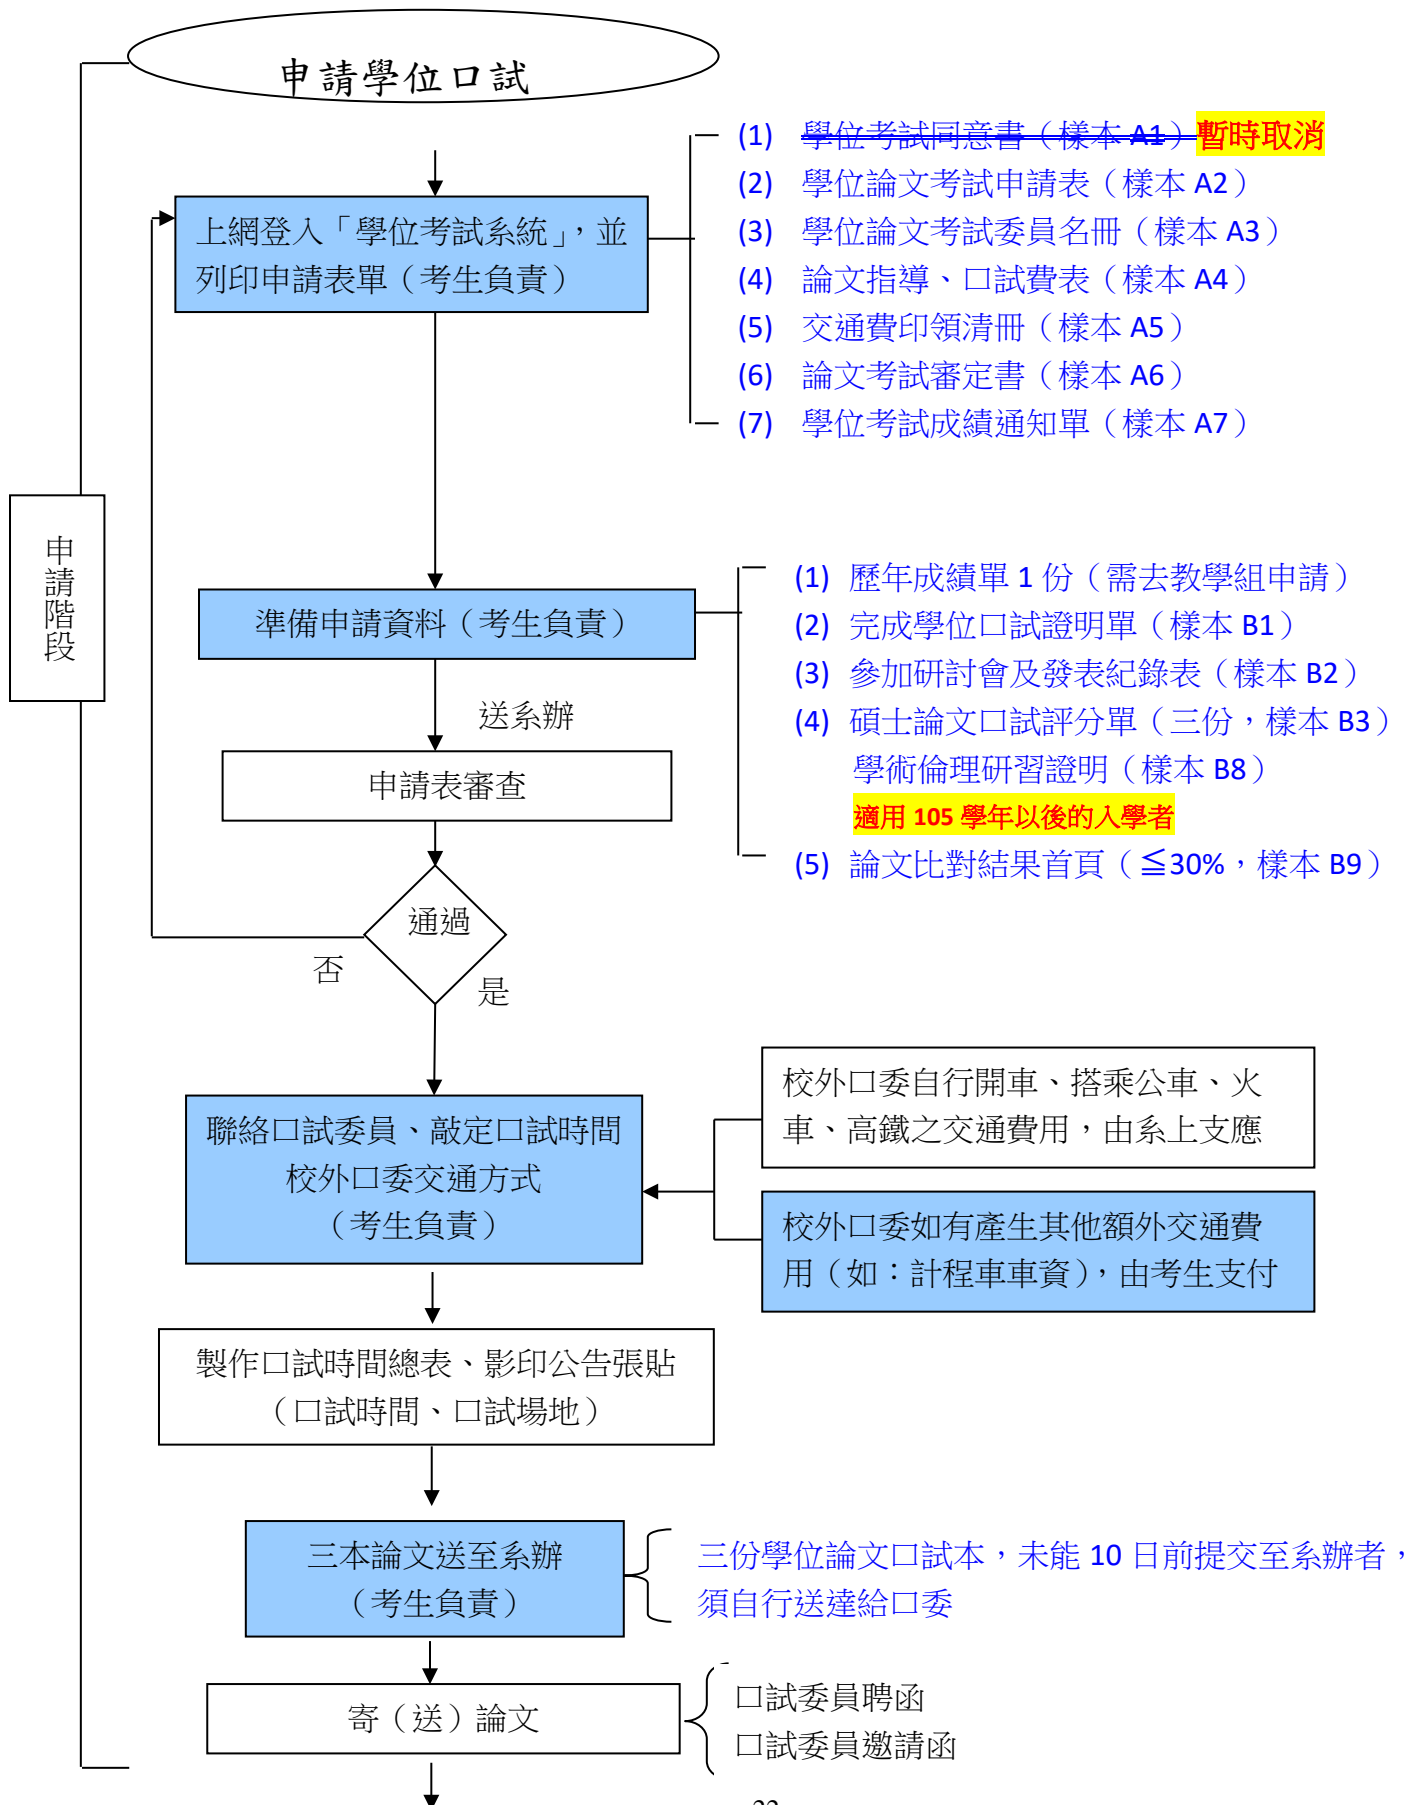 申請學位口試
(1) 學位考試同意書（樣本 A1）暫時取消
(2) 學位論文考試申請表（樣本 A2）
(3) 學位論文考試委員名冊（樣本 A3）
(4) 論文指導、口試費表（樣本 A4）
(5) 交通費印領清冊（樣本 A5）
(6) 論文考試審定書（樣本 A6）
(7) 學位考試成績通知單（樣本 A7）
上網登入「學位考試系統」，並
列印申請表單（考生負責）
申請階段
準備申請資料（考生負責）
(1) 歷年成績單 1 份（需去教學組申請）
(2) 完成學位口試證明單（樣本 B1）
(3) 參加研討會及發表紀錄表（樣本 B2）
(4) 碩士論文口試評分單（三份，樣本 B3）
學術倫理研習證明（樣本 B8）
適用 105 學年以後的入學者
(5) 論文比對結果首頁（≦30%，樣本 B9）
送系辦
申請表審查
通過
否
是
聯絡口試委員、敲定口試時間
校外口委交通方式
（考生負責）
校外口委自行開車、搭乘公車、火
車、高鐵之交通費用，由系上支應
校外口委如有產生其他額外交通費
用（如：計程車車資），由考生支付
製作口試時間總表、影印公告張貼
（口試時間、口試場地）
三本論文送至系辦
（考生負責）
三份學位論文口試本，未能 10 日前提交至系辦者，
須自行送達給口委
寄（送）論文
口試委員聘函
口試委員邀請函